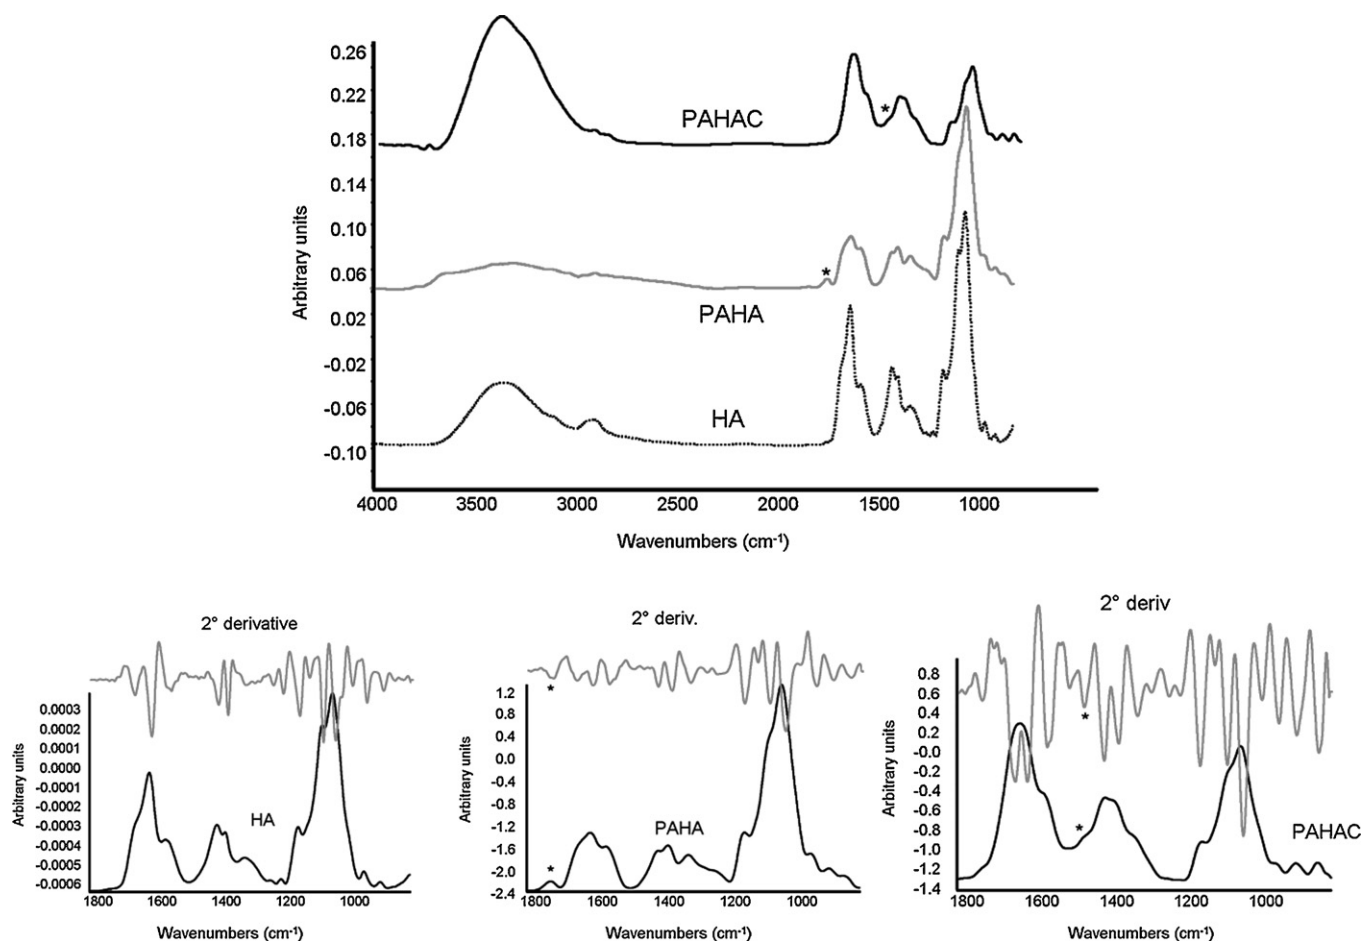 0.26
0.22
PAHAC
*
0.18
0.14
0.10
Arbitrary units
0.06
*
PAHA
0.02
-0.02
-0.06
HA
-0.10
4000 3500 3000 2500 2000 1500 1000
Wavenumbers (cm-1)
2° derivative
0.0003
0.0002
0.0001
0.0000
-0.0001
-0.0002
-0.0003
-0.0004
-0.0005
-0.0006
Arbitrary units
HA
1800 1600 1400 1200 1000
Wavenumbers (cm-1)
2° deriv.
*
1.2
0.8
0.4
0.0
-0.4
-0.8
-1.2
-1.6
-2.0
-2.4
Arbitrary units
PAHA
*
1800 1600 1400 1200 1000
Wavenumbers (cm-1)
2° deriv
0.8
0.6
0.4
0.2
-0.0
-0.2
-0.4
-0.6
-0.8
-1.0
-1.2
-1.4
Arbitrary units
*
*
PAHAC
1800 1600 1400 1200 1000
Wavenumbers (cm-1)